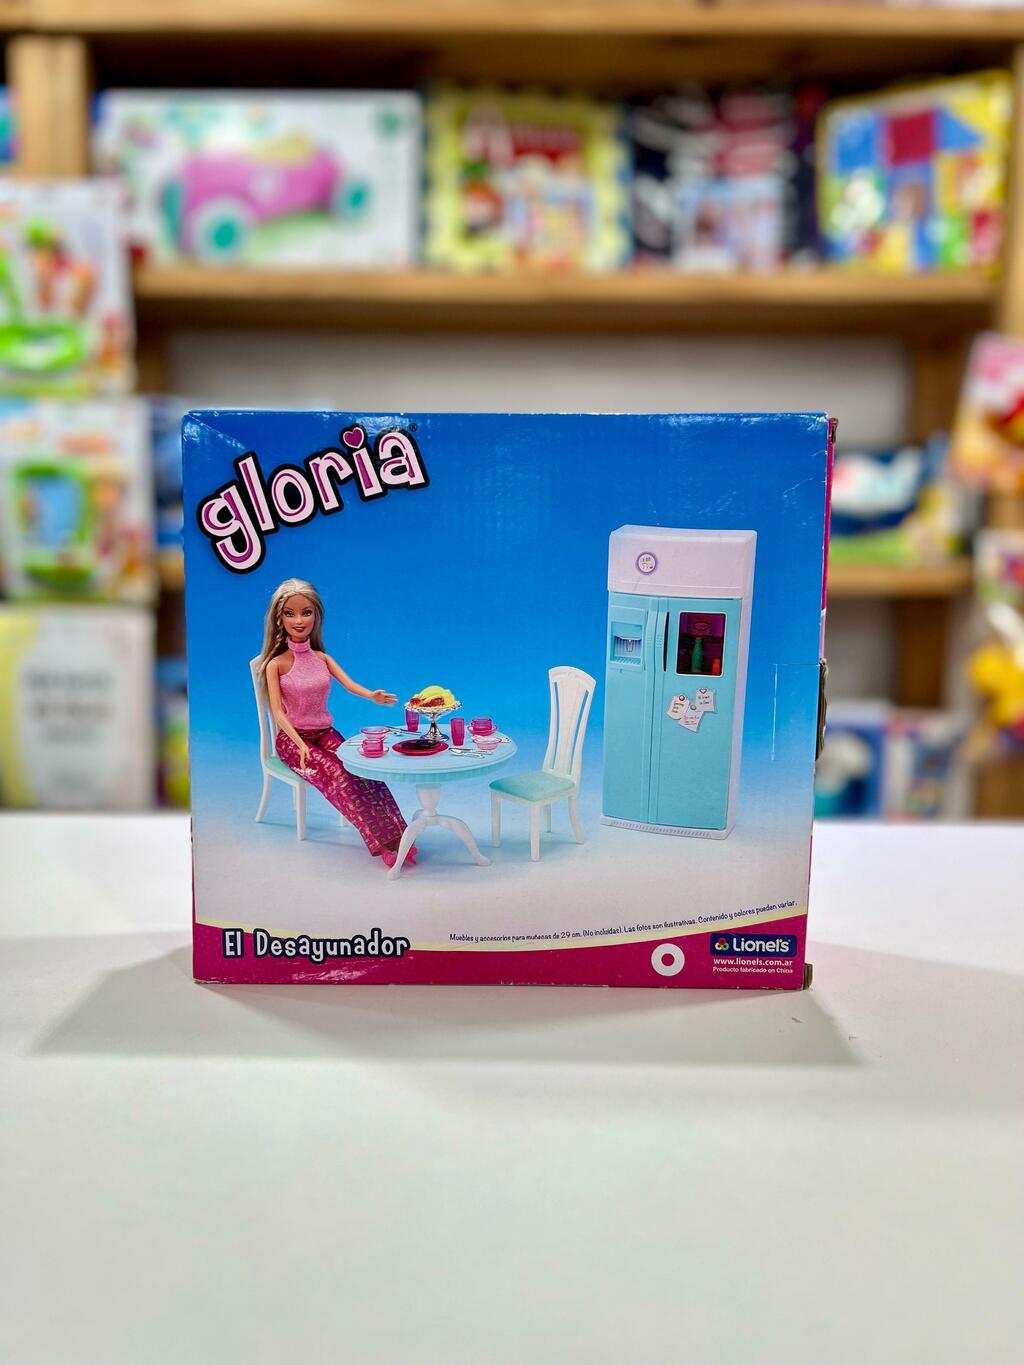 gloria®
El Desayunador
Muebles y accesorios para muñecas de 29 cm. (No incluidas). Las fotos son ilustrativas. Contenido y colores pueden variar.
Lionel's
www.lionels.com.ar
Producto fabricado en China